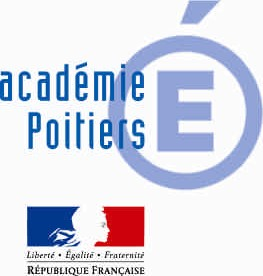 académie
Poitiers
É
Liberté • Égalité • Fraternité
RÉPUBLIQUE FRANÇAISE